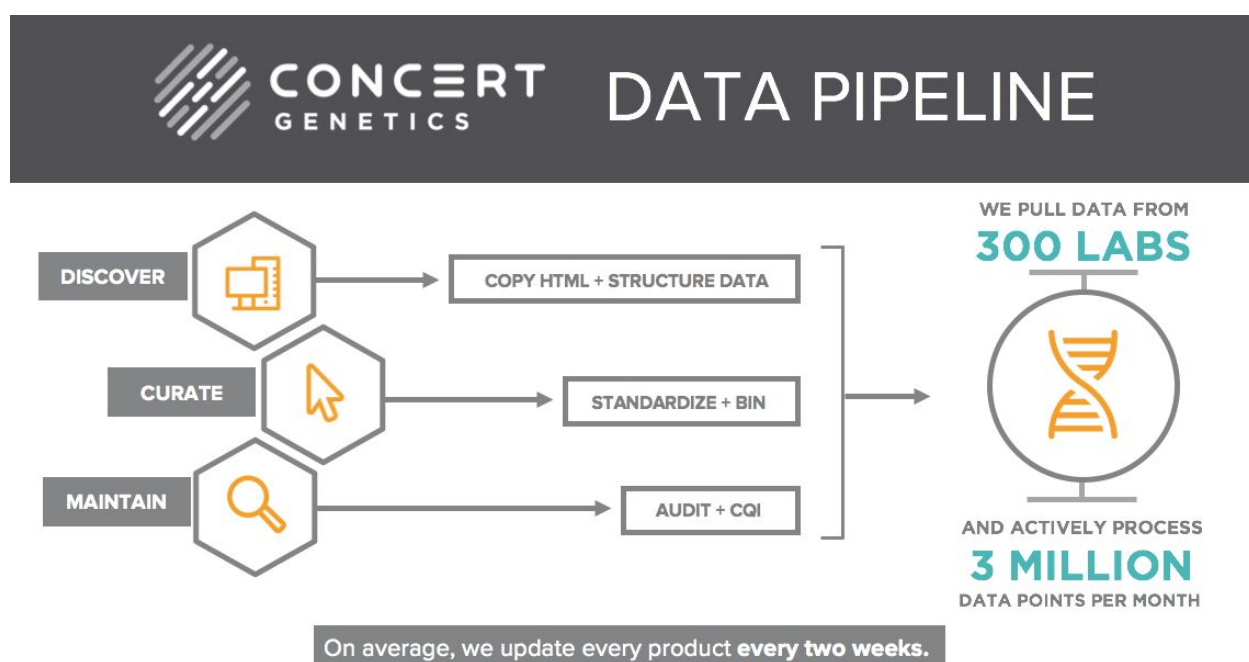 CONCERT
GENETICS
DATA PIPELINE
DISCOVER
COPY HTML + STRUCTURE DATA
CURATE
STANDARDIZE + BIN
MAINTAIN
AUDIT + CQI
WE PULL DATA FROM
300 LABS
AND ACTIVELY PROCESS
3 MILLION
DATA POINTS PER MONTH
On average, we update every product every two weeks.